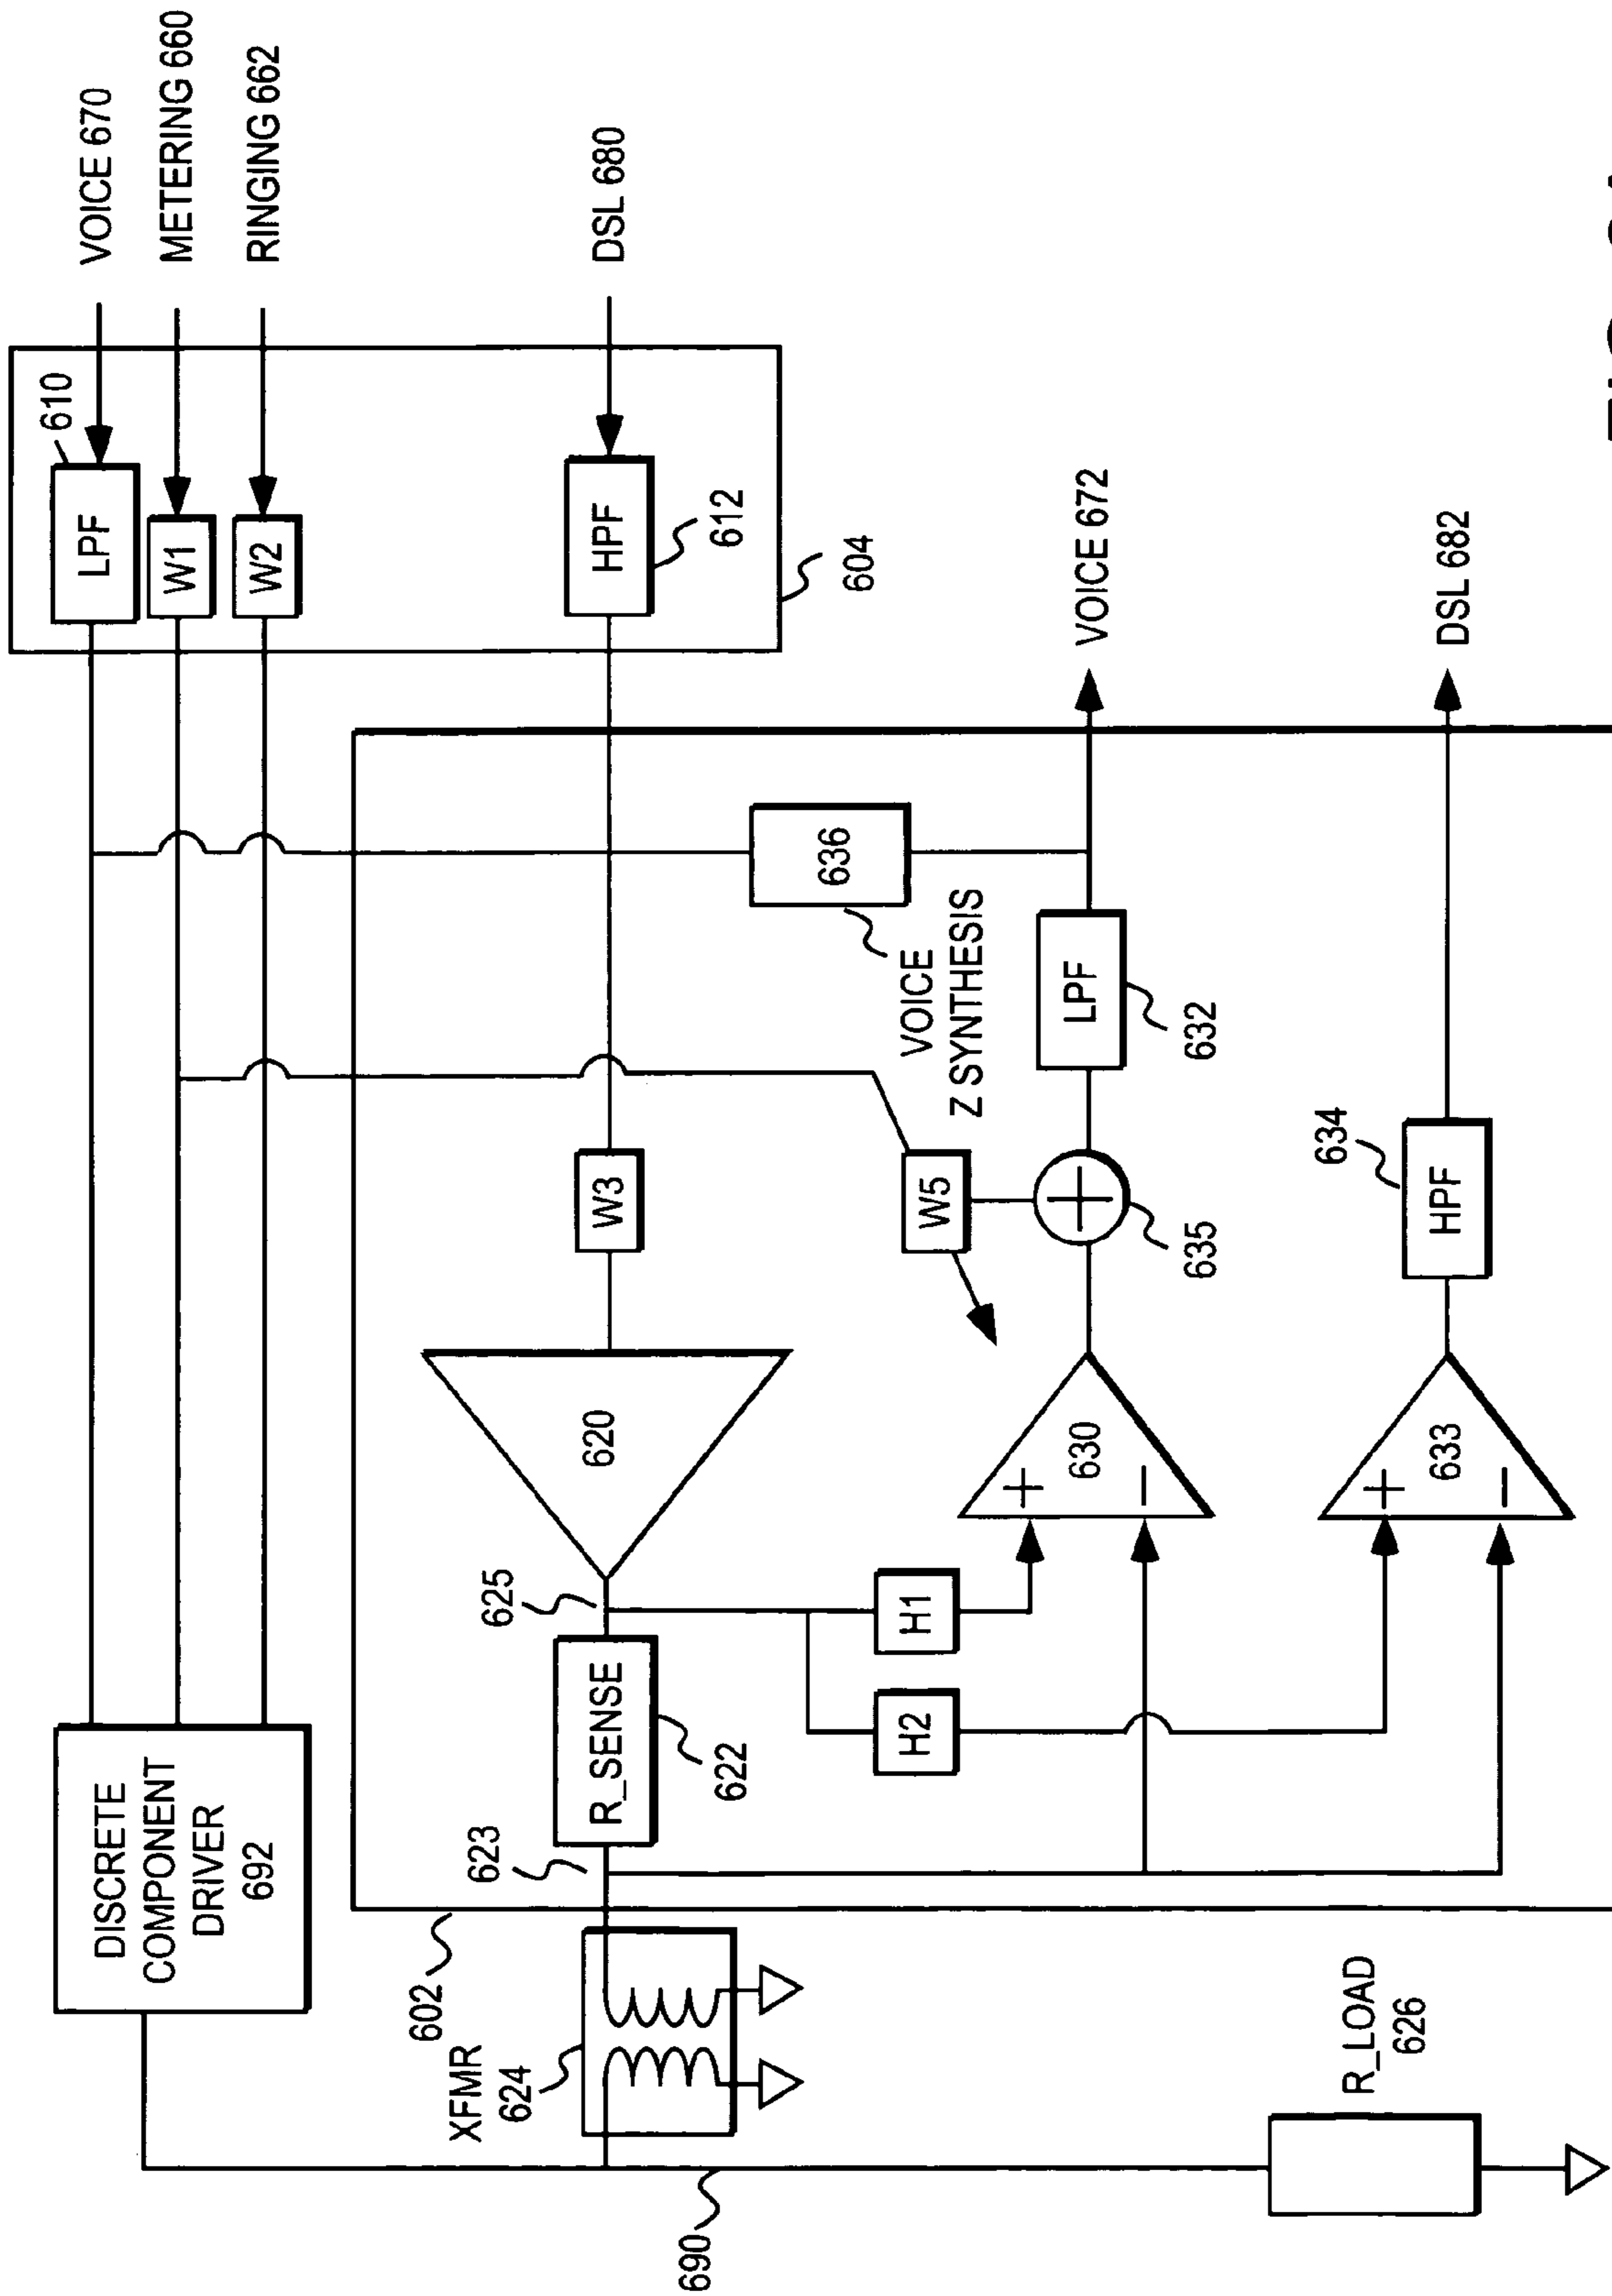 VOICE 670
METERING 660
RINGING 662
DSL 680
610
LPF
W1
W2
HPF
612
604
DISCRETE
COMPONENT
DRIVER
692
W3
620
625
R_SENSE
622
623
602
XFMR
624
690
636
VOICE
Z SYNTHESIS
VOICE 672
LPF
632
W5
635
630
+
−
H1
H2
DSL 682
634
HPF
633
+
−
R_LOAD
626